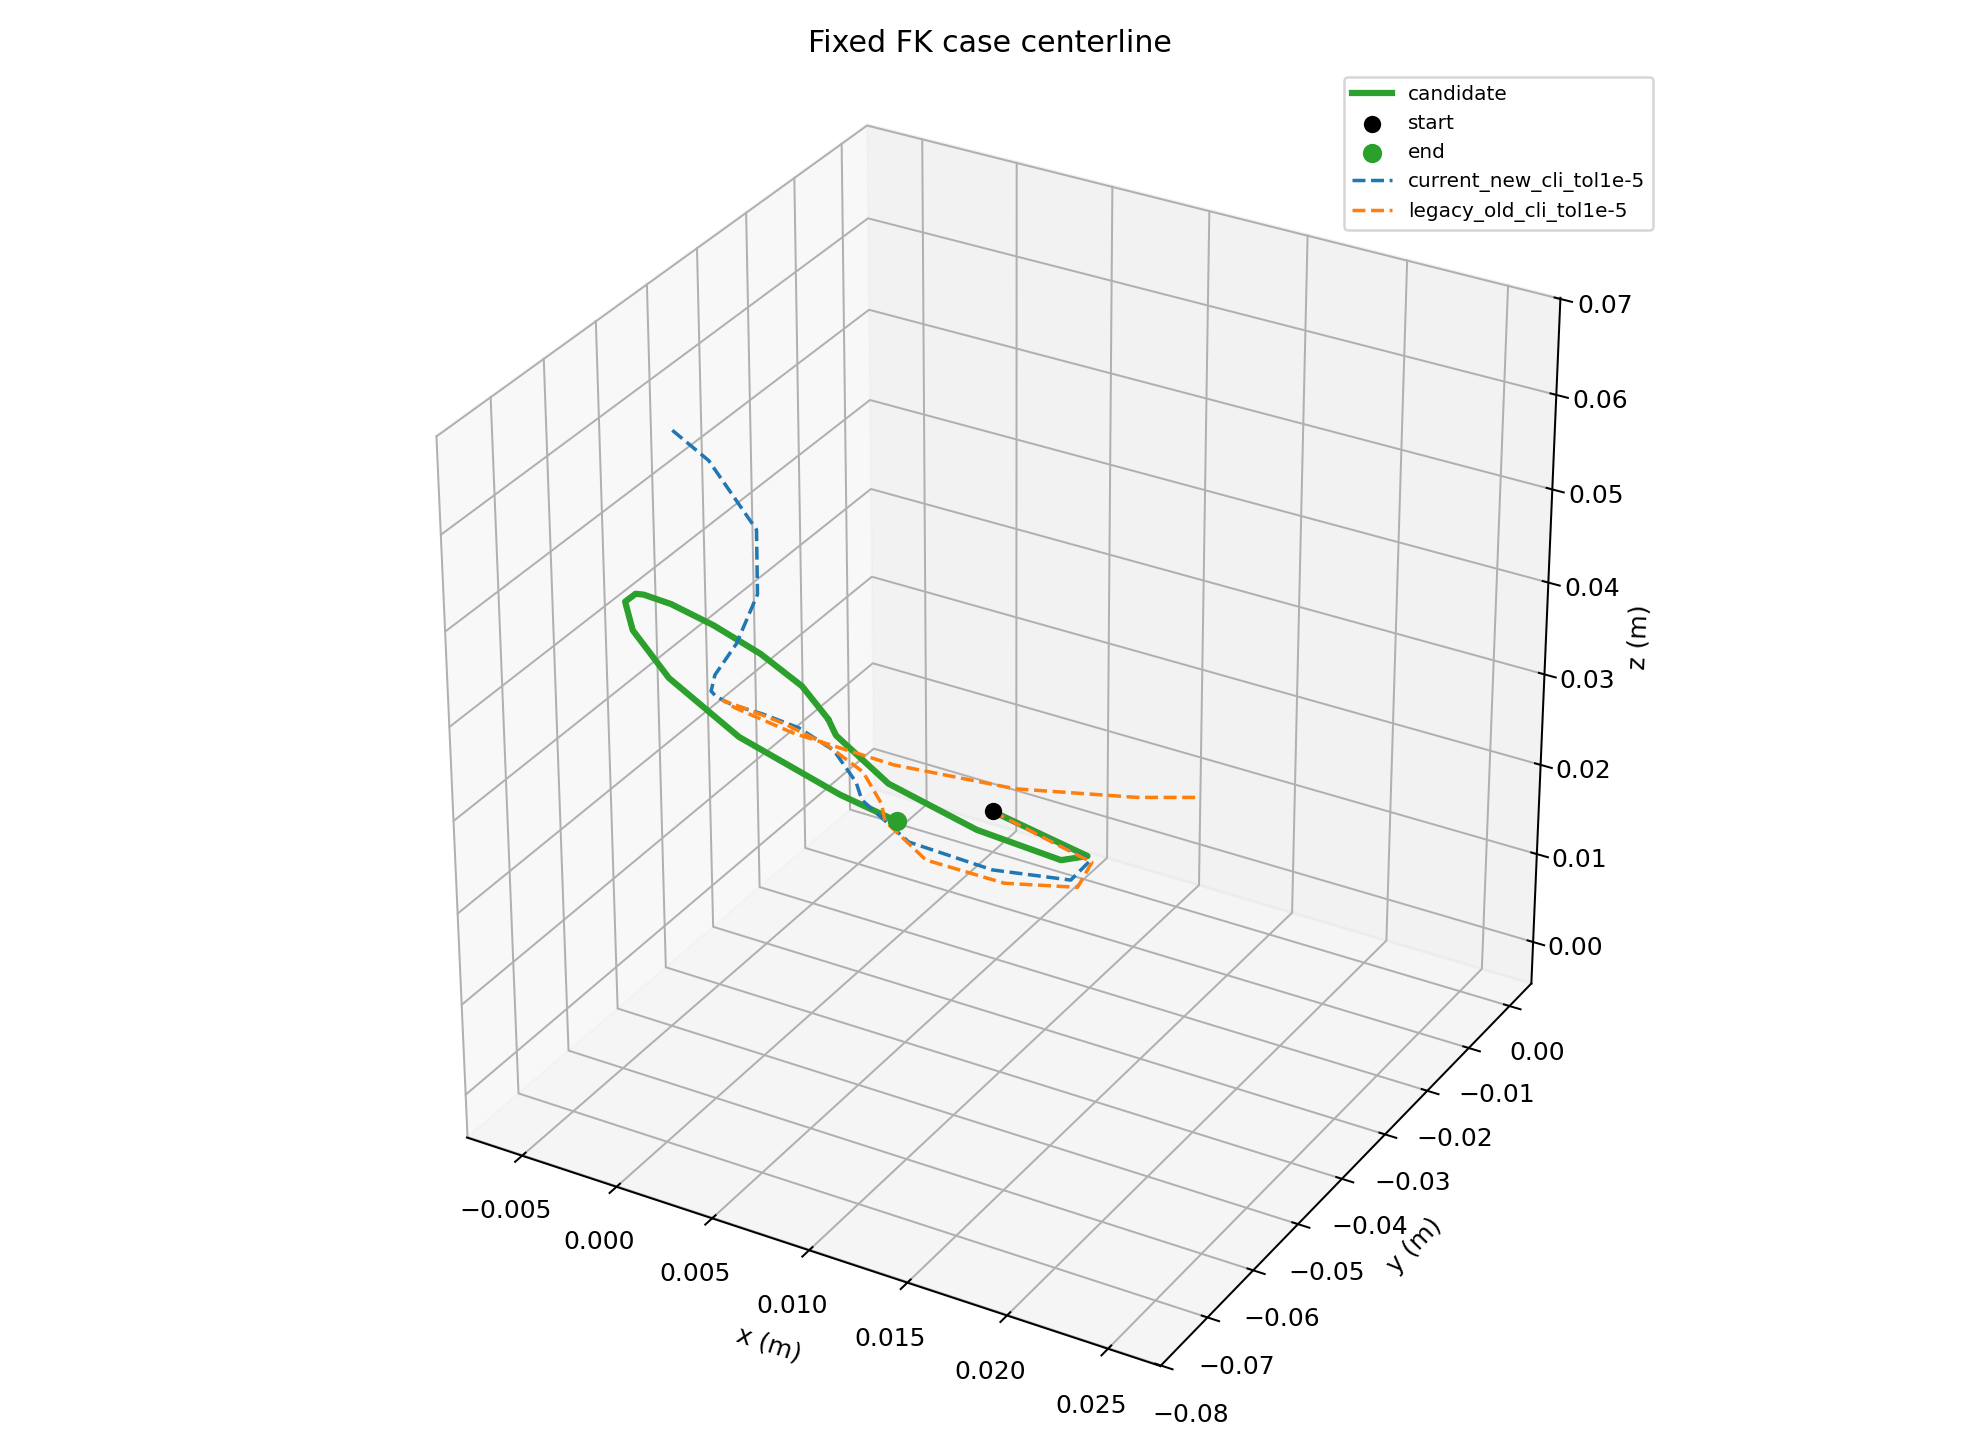 Fixed FK case centerline
candidate
start
end
current_new_cli_tol1e-5
legacy_old_cli_tol1e-5
0.07
0.06
0.05
0.04
0.03
0.02
0.01
0.00
z (m)
0.00
−0.01
−0.02
−0.03
−0.04
−0.05
−0.06
−0.07
−0.08
y (m)
−0.005
0.000
0.005
0.010
0.015
0.020
0.025
x (m)